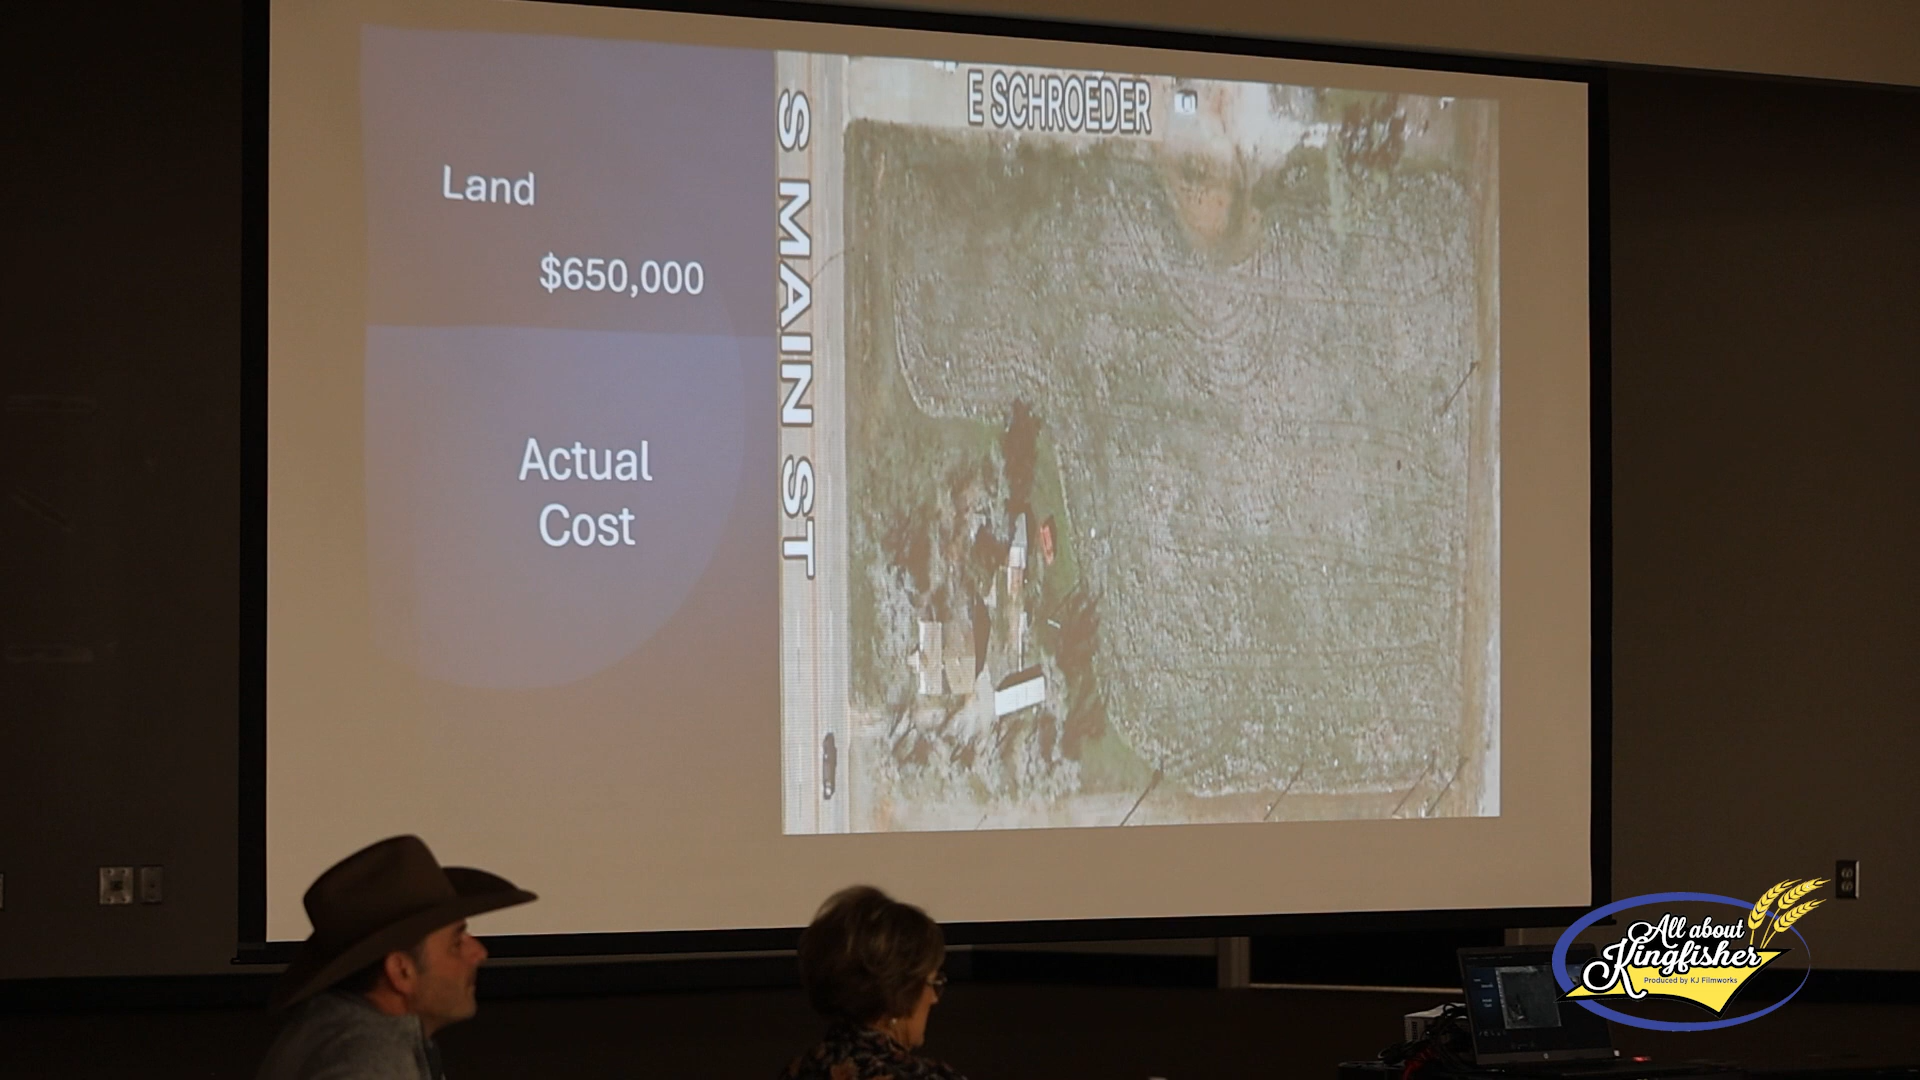 Land
$650,000
Actual
Cost
E SCHROEDER
S MAIN ST
All about
Kingfisher
Produced by KJ Filmworks